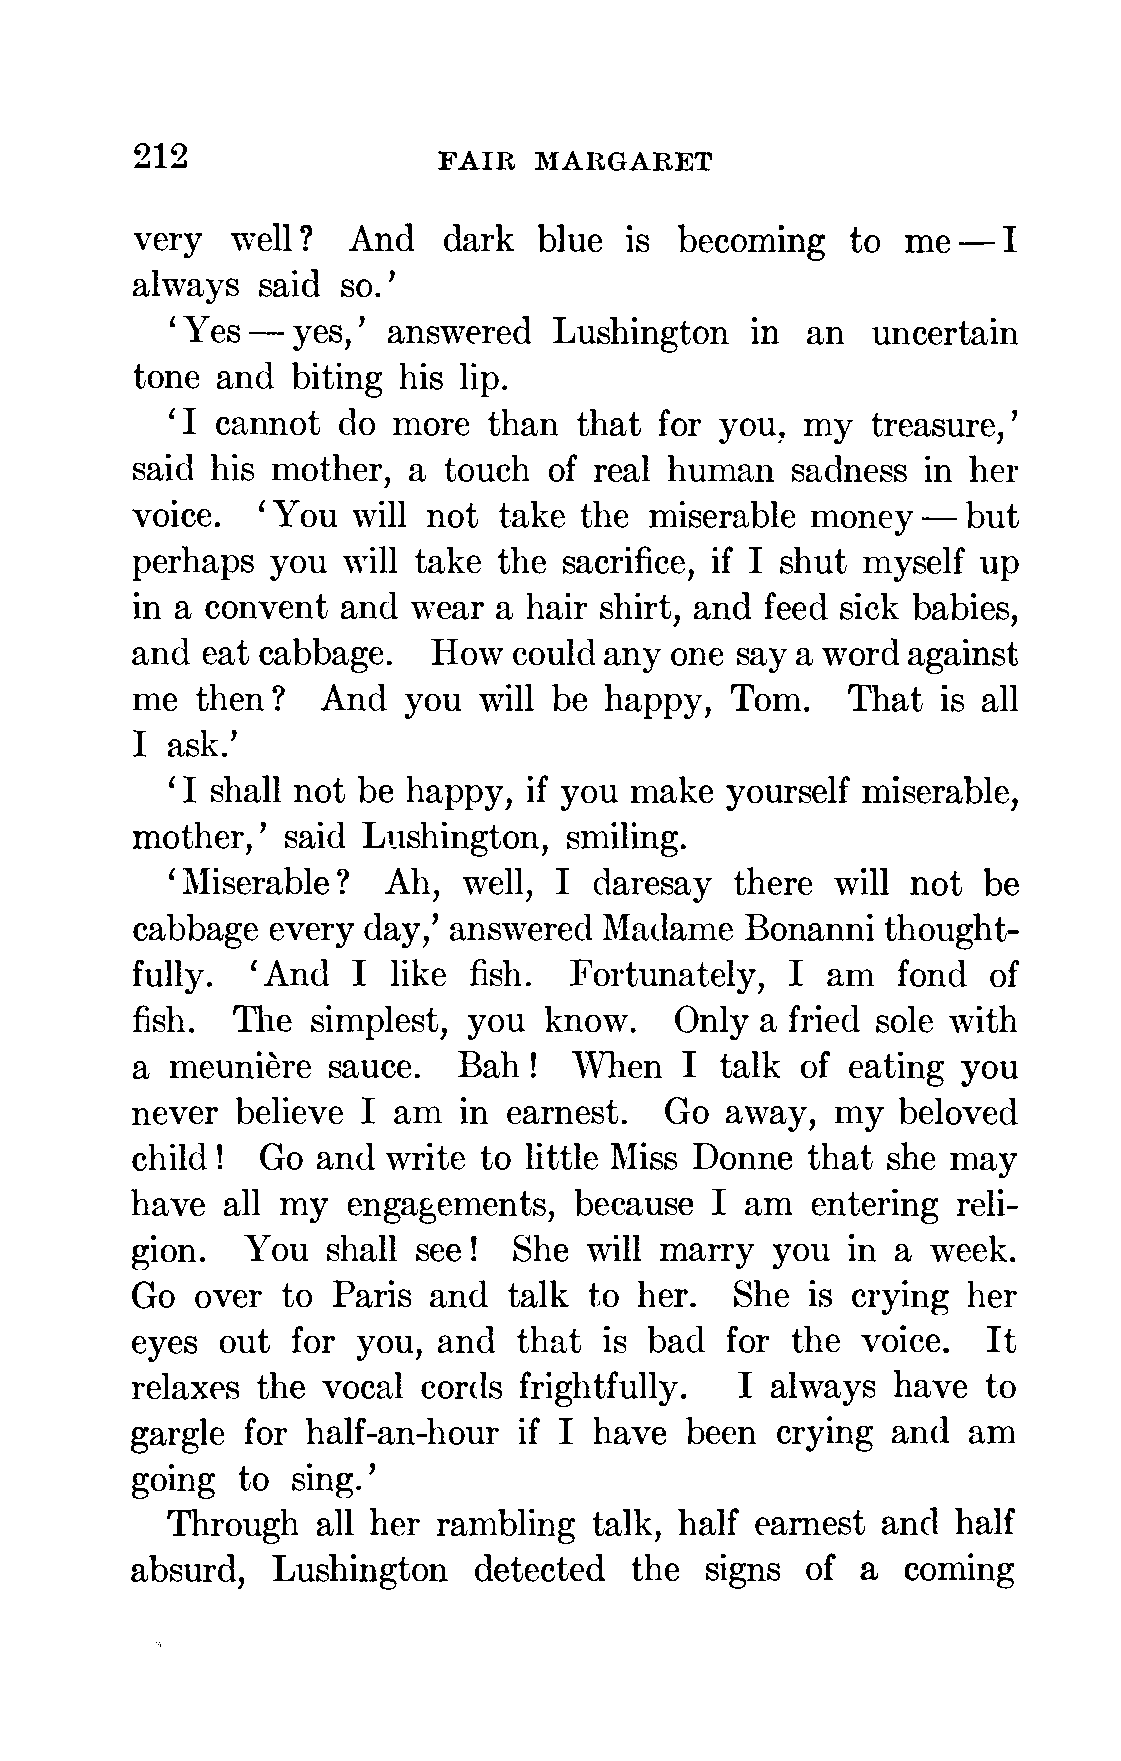 212 FAIR MARGARET
very well? And dark blue is becoming to me — I
always said so.'
'Yes — yes,' answered Lushington in an uncertain
tone and biting his lip.
'I cannot do more than that for you, my treasure,'
said his mother, a touch of real human sadness in her
voice. 'You will not take the miserable money — but
perhaps you will take the sacrifice, if I shut myself up
in a convent and wear a hair shirt, and feed sick babies,
and eat cabbage. How could any one say a word against
me then? And you will be happy, Tom. That is all
I ask.'
'I shall not be happy, if you make yourself miserable,
mother,' said Lushington, smiling.
'Miserable? Ah, well, I daresay there will not be
cabbage every day,' answered Madame Bonanni thought-
fully. 'And I like fish. Fortunately, I am fond of
fish. The simplest, you know. Only a fried sole with
a meunière sauce. Bah! When I talk of eating you
never believe I am in earnest. Go away, my beloved
child! Go and write to little Miss Donne that she may
have all my engagements, because I am entering reli-
gion. You shall see! She will marry you in a week.
Go over to Paris and talk to her. She is crying her
eyes out for you, and that is bad for the voice. It
relaxes the vocal cords frightfully. I always have to
gargle for half-an-hour if I have been crying and am
going to sing.'
Through all her rambling talk, half earnest and half
absurd, Lushington detected the signs of a coming